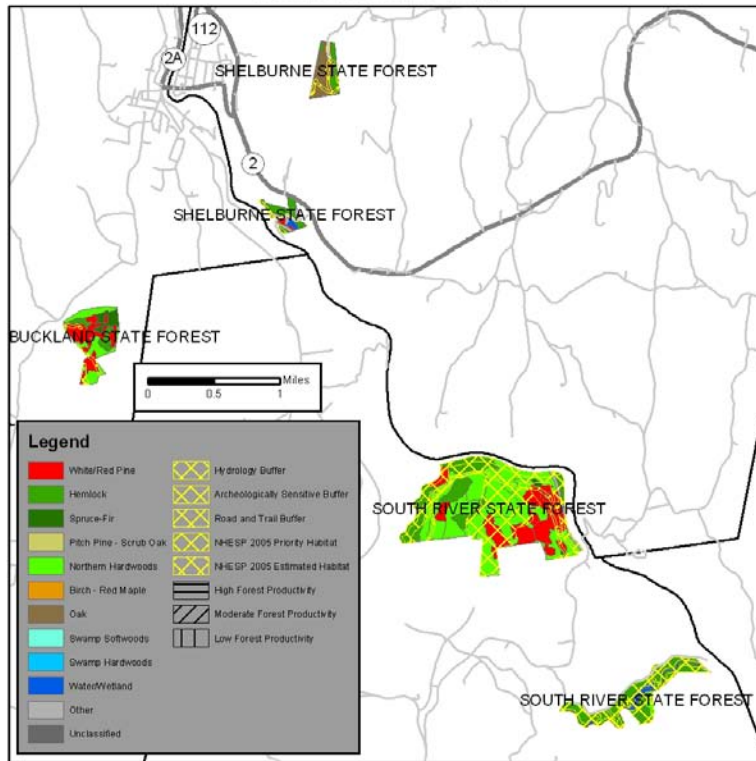 112
2A
SHELBURNE STATE FOREST
2
SHELBURNE STATE FOREST
BUCKLAND STATE FOREST
0 0.5 1 Miles
SOUTH RIVER STATE FOREST
SOUTH RIVER STATE FOREST
Legend
White/Red Pine
Hemlock
Spruce-Fir
Pitch Pine - Scrub Oak
Northern Hardwoods
Birch - Red Maple
Oak
Swamp Softwoods
Swamp Hardwoods
Water/Wetland
Other
Unclassified
Hydrology Buffer
Archeologically Sensitive Buffer
Road and Trail Buffer
NHESP 2005 Priority Habitat
NHESP 2005 Estimated Habitat
High Forest Productivity
Moderate Forest Productivity
Low Forest Productivity